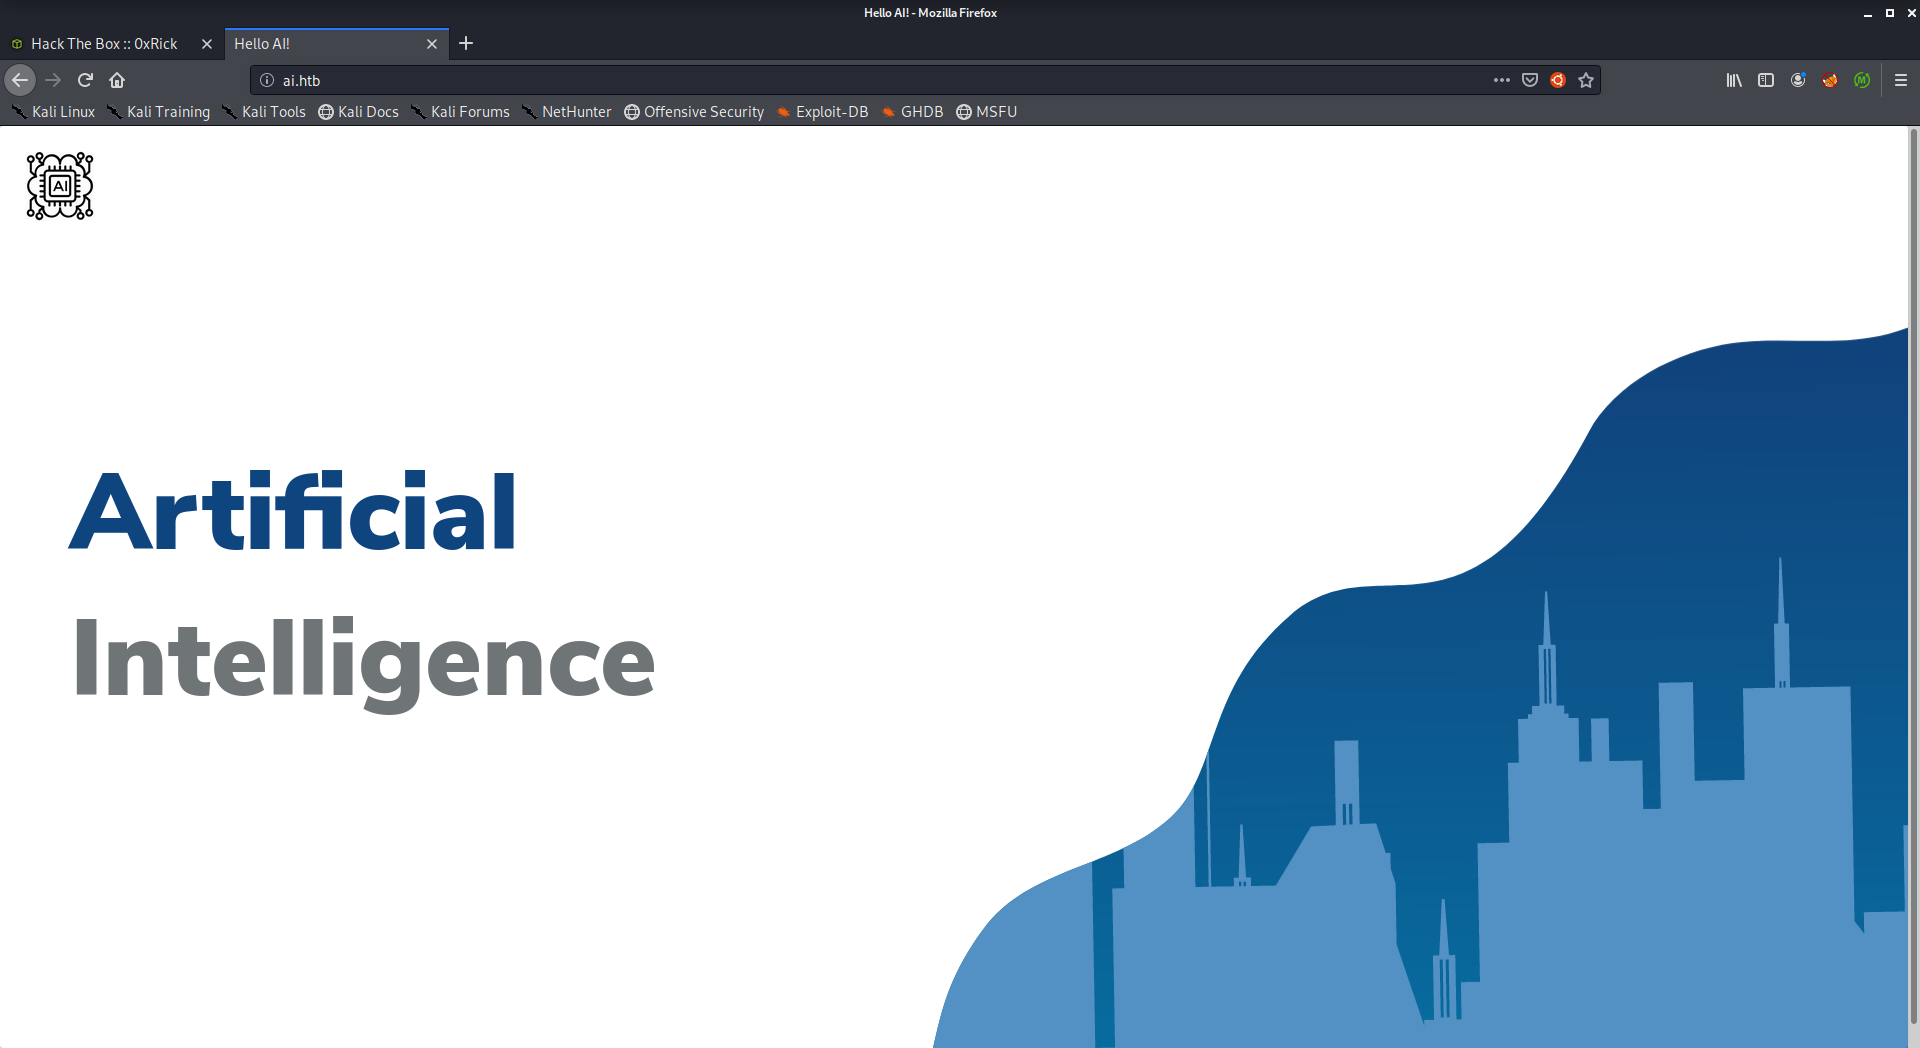 Hello AI! - Mozilla Firefox
Hack The Box :: 0xRick
Hello AI!
ai.htb
Kali Linux
Kali Training
Kali Tools
Kali Docs
Kali Forums
NetHunter
Offensive Security
Exploit-DB
GHDB
MSFU
AI
Artificial
Intelligence